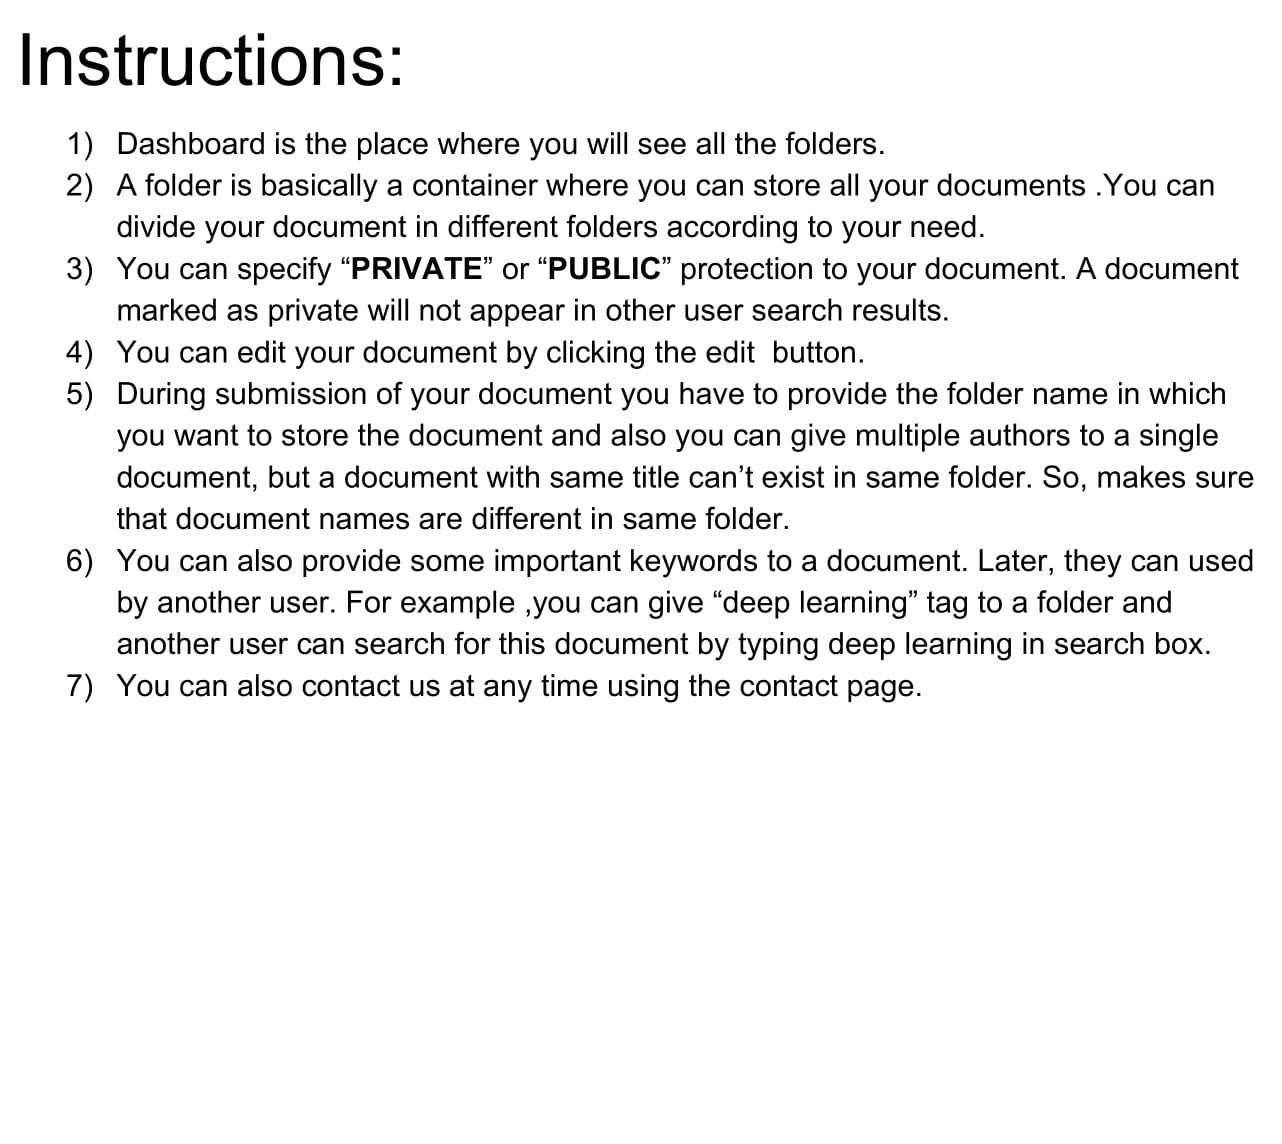 Instructions:
1) Dashboard is the place where you will see all the folders.
2) A folder is basically a container where you can store all your documents .You can
divide your document in different folders according to your need.
3) You can specify “PRIVATE” or “PUBLIC” protection to your document. A document
marked as private will not appear in other user search results.
4) You can edit your document by clicking the edit  button.
5) During submission of your document you have to provide the folder name in which
you want to store the document and also you can give multiple authors to a single
document, but a document with same title can’t exist in same folder. So, makes sure
that document names are different in same folder.
6) You can also provide some important keywords to a document. Later, they can used
by another user. For example ,you can give “deep learning” tag to a folder and
another user can search for this document by typing deep learning in search box.
7) You can also contact us at any time using the contact page.